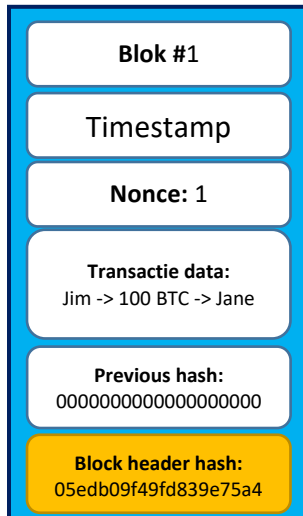 Blok #1
Timestamp
Nonce: 1
Transactie data:
Jim -> 100 BTC -> Jane
Previous hash:
0000000000000000000
Block header hash:
05edb09f49fd839e75a4